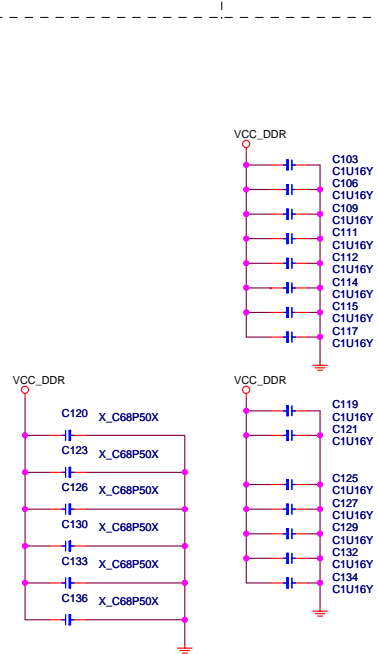 VCC_DDR
C103
C1U16Y
C106
C1U16Y
C109
C1U16Y
C111
C1U16Y
C112
C1U16Y
C114
C1U16Y
C115
C1U16Y
C117
C1U16Y
VCC_DDR
C120 X_C68P50X
C123 X_C68P50X
C126 X_C68P50X
C130 X_C68P50X
C133 X_C68P50X
C136 X_C68P50X
VCC_DDR
C119
C1U16Y
C121
C1U16Y
C125
C1U16Y
C127
C1U16Y
C129
C1U16Y
C132
C1U16Y
C134
C1U16Y